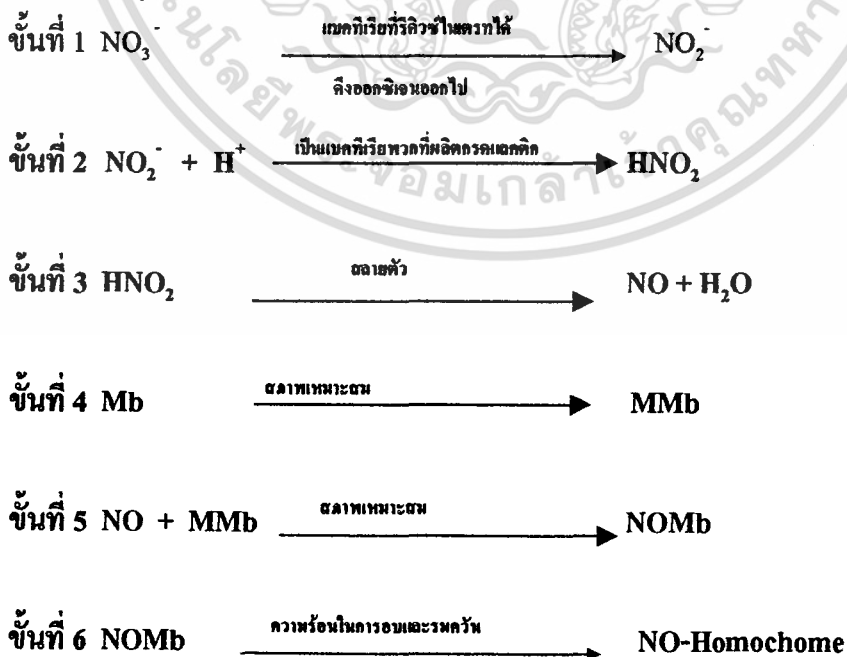 ขั้นที่ 1 NO₃⁻ แบคทีเรียที่รีดิวซ์ไนเตรทได้ NO₂⁻
ดึงออกซิเจนออกไป
ขั้นที่ 2 NO₂⁻ + H⁺ เป็นแบคทีเรียพวกที่ผลิตกรดแลคติก HNO₂
ขั้นที่ 3 HNO₂ สลายตัว NO + H₂O
ขั้นที่ 4 Mb สภาพเหมาะสม MMb
ขั้นที่ 5 NO + MMb สภาพเหมาะสม NOMb
ขั้นที่ 6 NOMb ความร้อนในการอบและรมควัน NO-Homochome